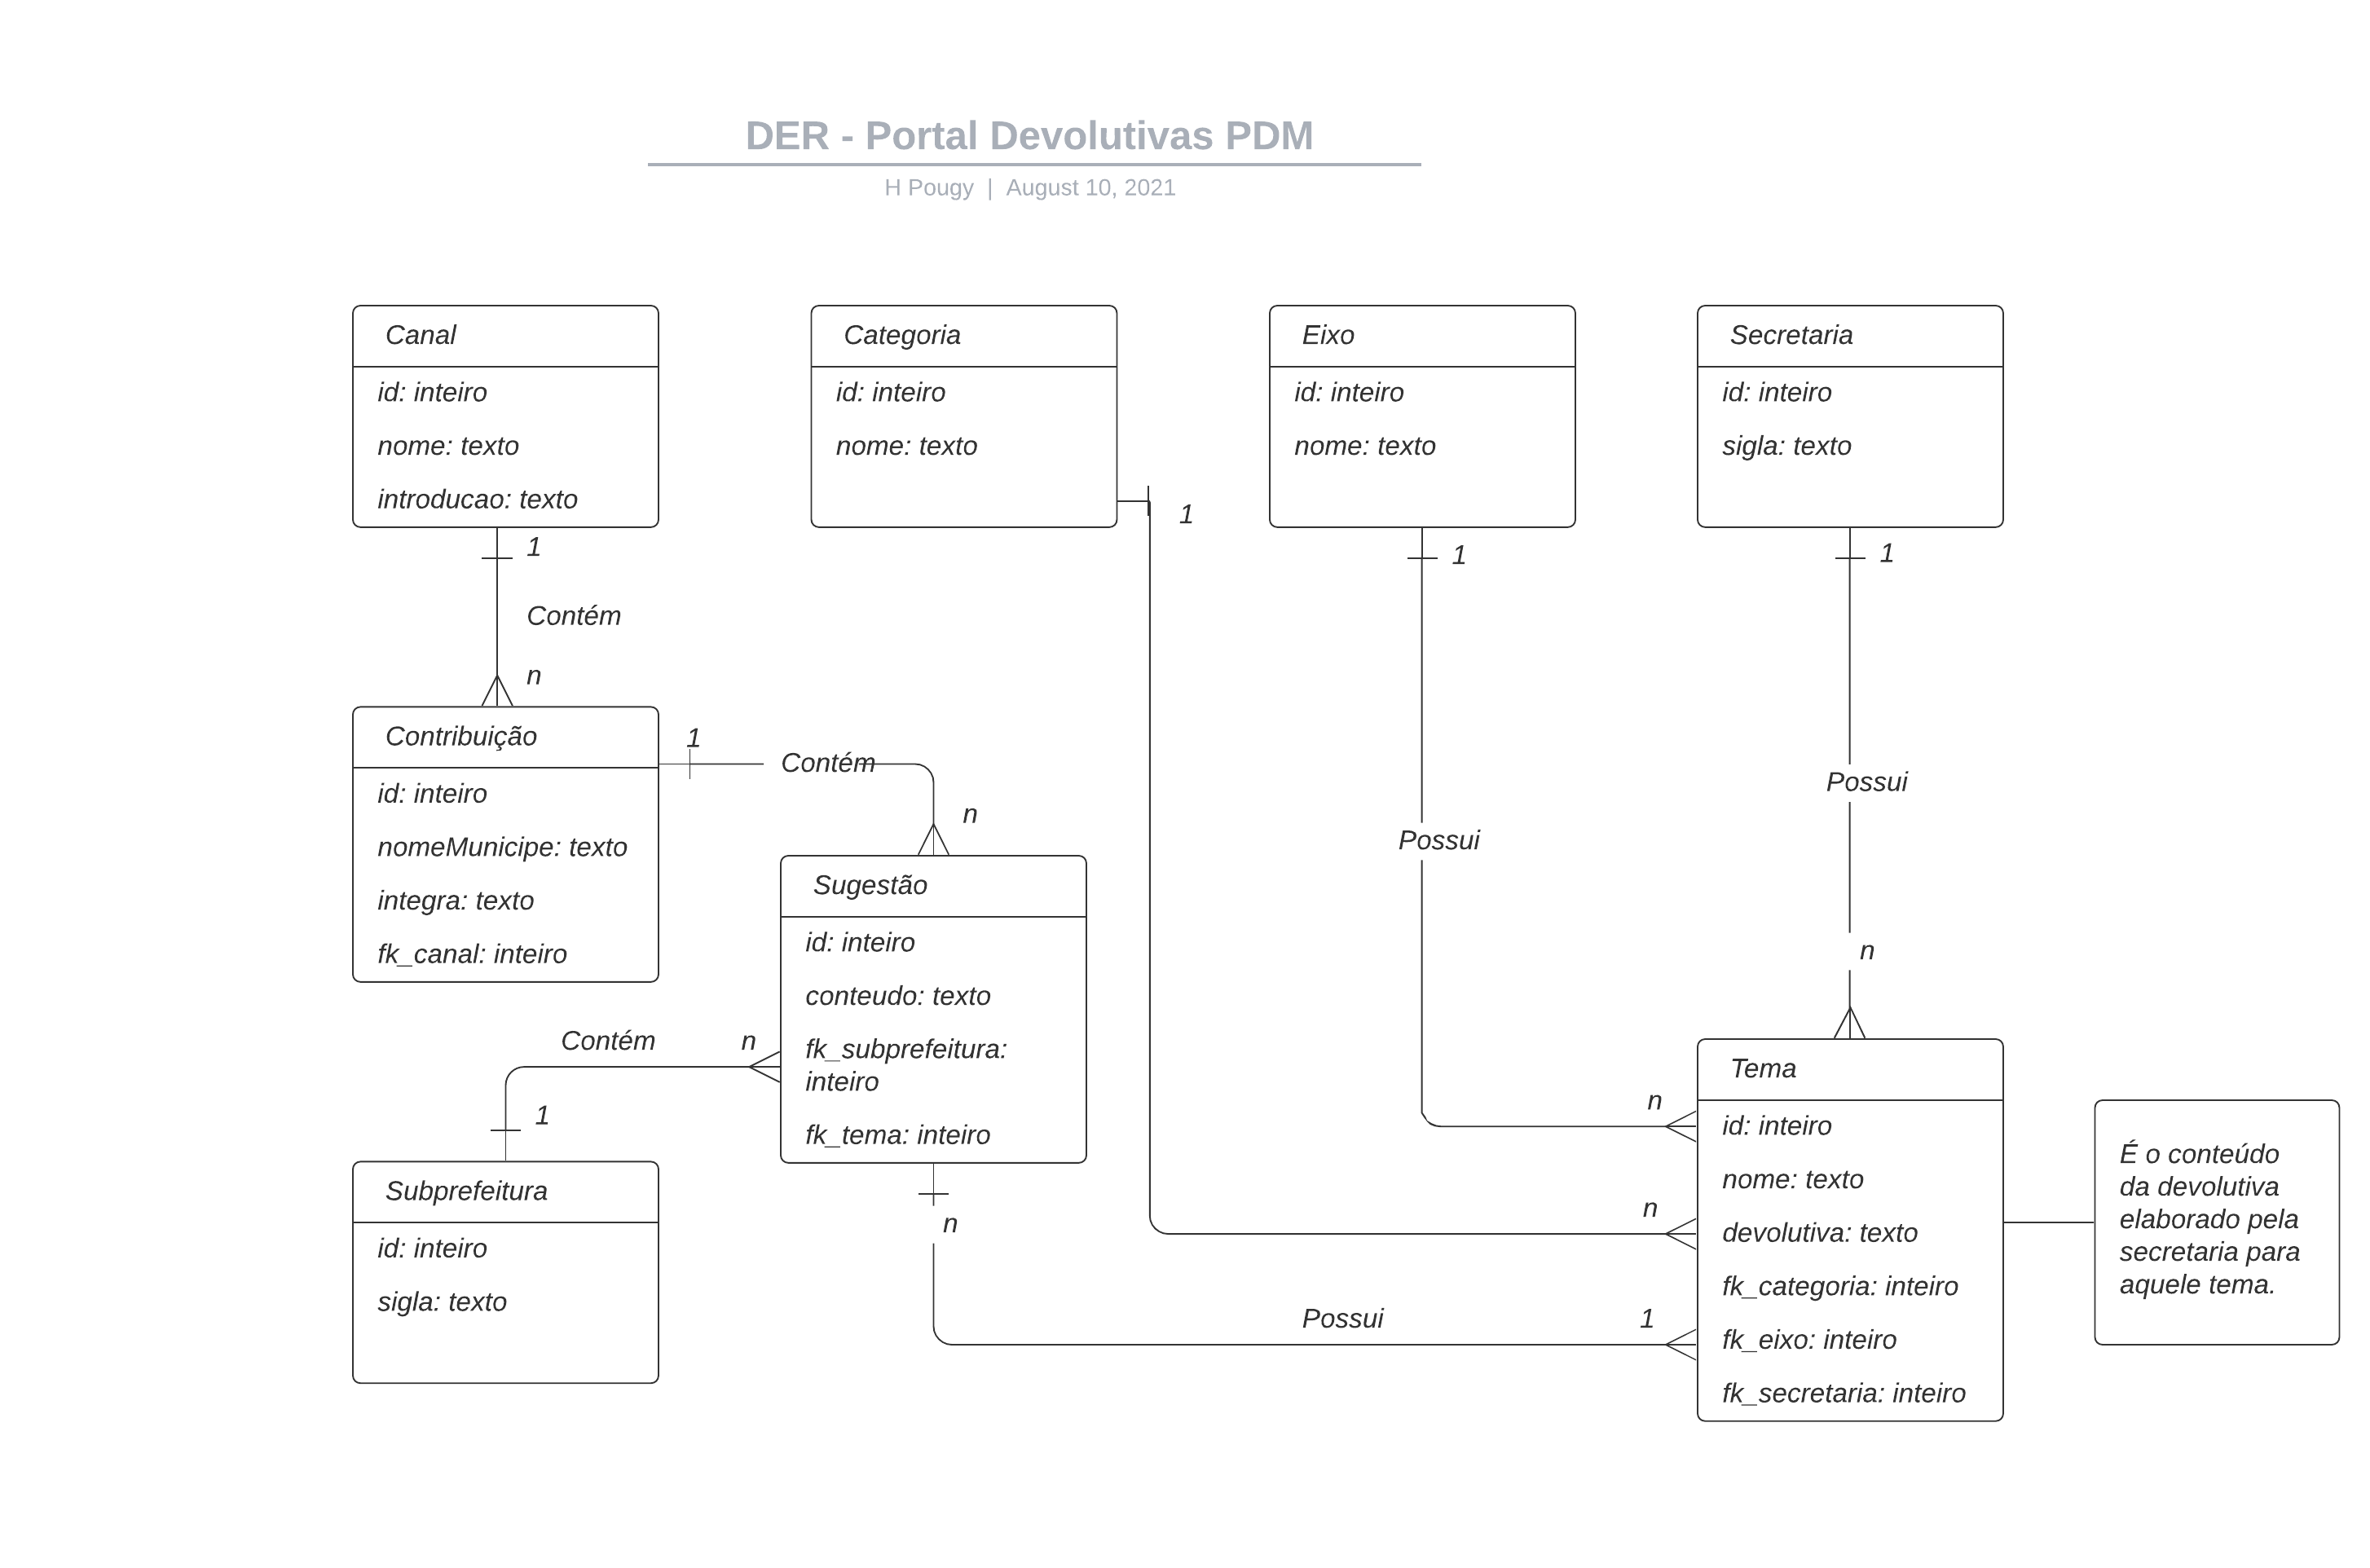 DER - Portal Devolutivas PDM
H Pougy | August 10, 2021
Canal
id: inteiro
nome: texto
introducao: texto
Categoria
id: inteiro
nome: texto
Eixo
id: inteiro
nome: texto
Secretaria
id: inteiro
sigla: texto
1
1
1
1
Contém
n
Contribuição
id: inteiro
nomeMunicipe: texto
integra: texto
fk_canal: inteiro
1
Contém
n
Sugestão
id: inteiro
conteudo: texto
fk_subprefeitura:
inteiro
fk_tema: inteiro
Possui
Possui
n
Contém
n
1
Subprefeitura
id: inteiro
sigla: texto
n
Possui
1
n
n
Tema
id: inteiro
nome: texto
devolutiva: texto
fk_categoria: inteiro
fk_eixo: inteiro
fk_secretaria: inteiro
É o conteúdo
da devolutiva
elaborado pela
secretaria para
aquele tema.